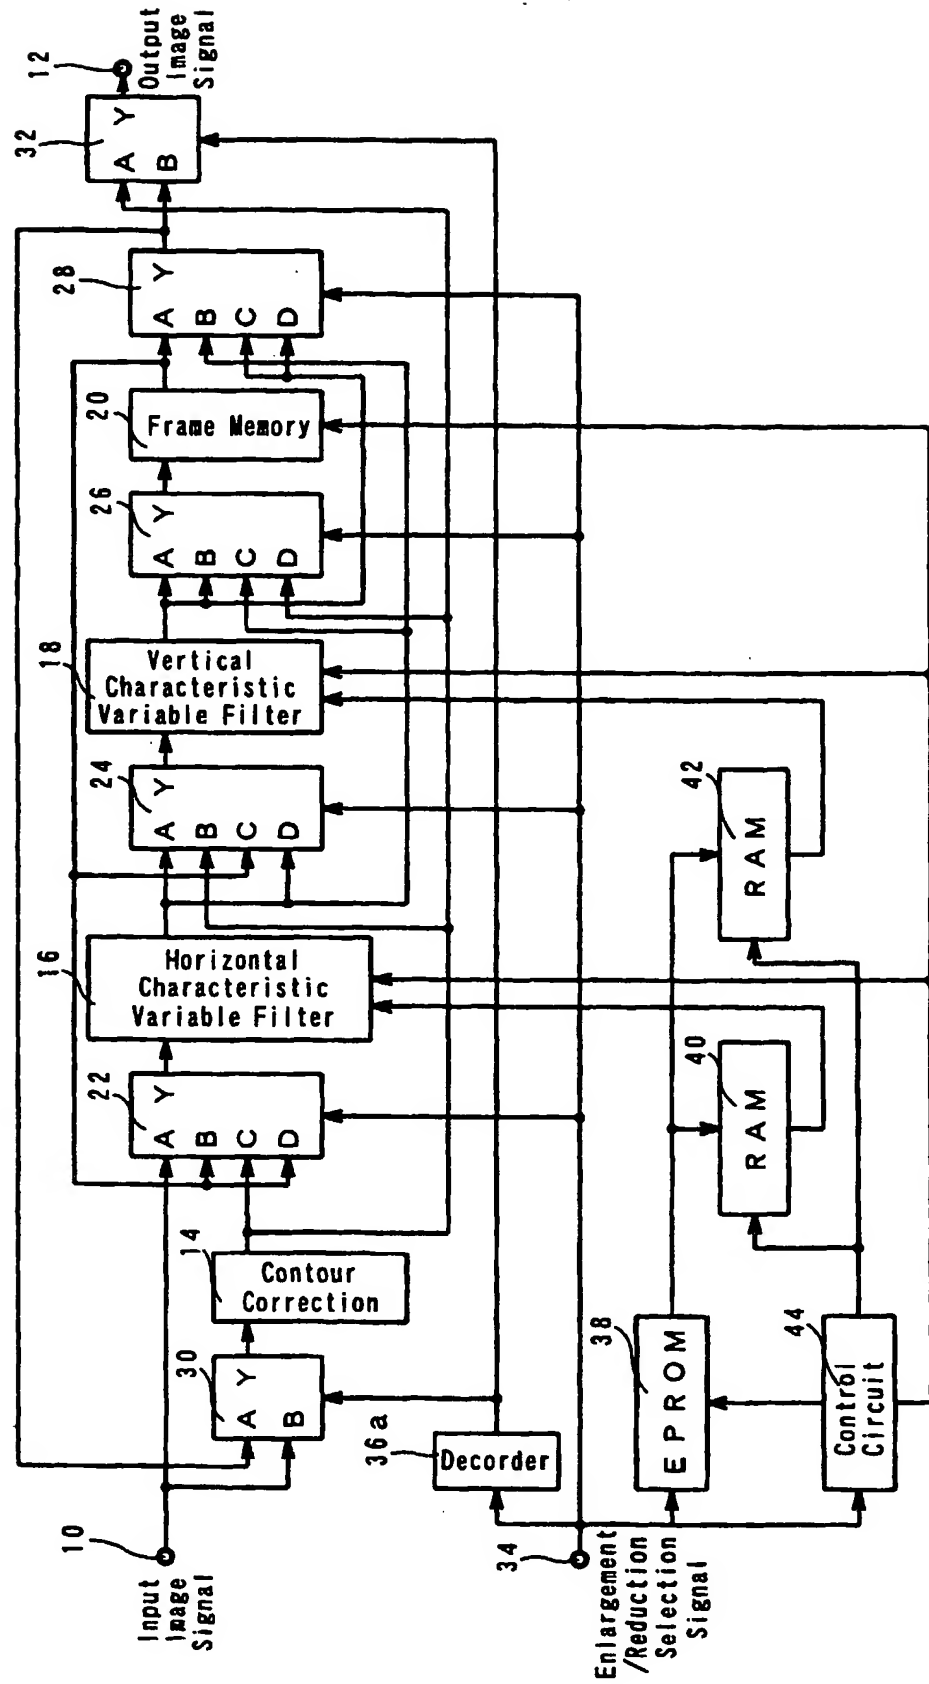 10
Input
Image
Signal
30
A Y
B
14
Contour
Correction
22
A Y
B
C
D
16
Horizontal
Characteristic
Variable Filter
24
A Y
B
C
D
18
Vertical
Characteristic
Variable Filter
26
A Y
B
C
D
20
Frame Memory
28
A Y
B
C
D
32
A Y
B
12
Output
Image
Signal
36a
Decorder
34
Enlargement
/Reduction
Selection
Signal
38
EPROM
40
RAM
42
RAM
44
Control
Circuit